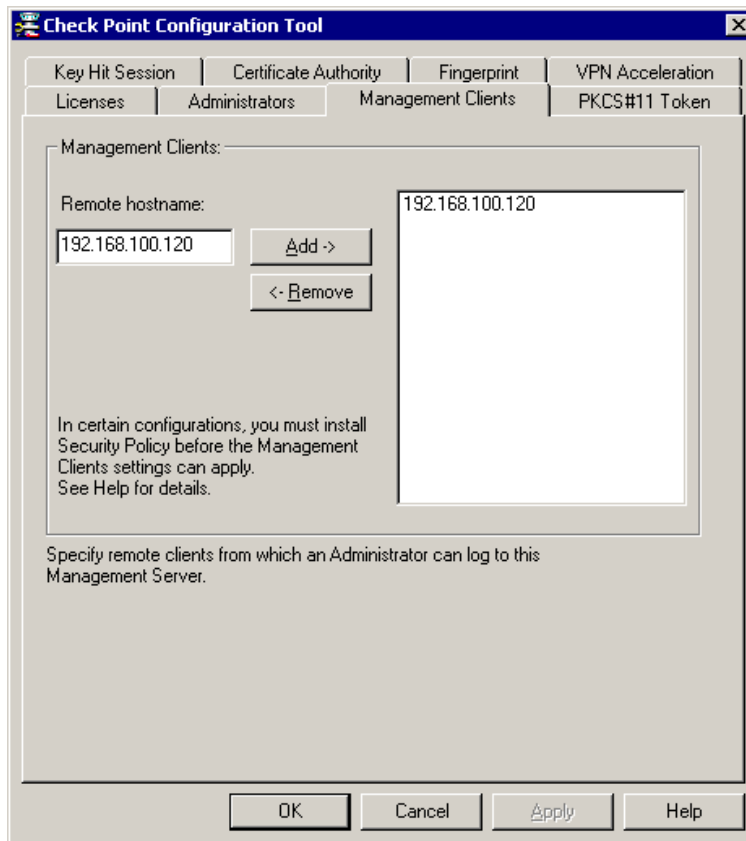 Check Point Configuration Tool
Key Hit Session
Certificate Authority
Fingerprint
VPN Acceleration
Licenses
Administrators
Management Clients
PKCS#11 Token
Management Clients:
Remote hostname:
192.168.100.120
192.168.100.120
Add ->
<- Remove
In certain configurations, you must install
Security Policy before the Management
Clients settings can apply.
See Help for details.
Specify remote clients from which an Administrator can log to this
Management Server.
OK
Cancel
Apply
Help